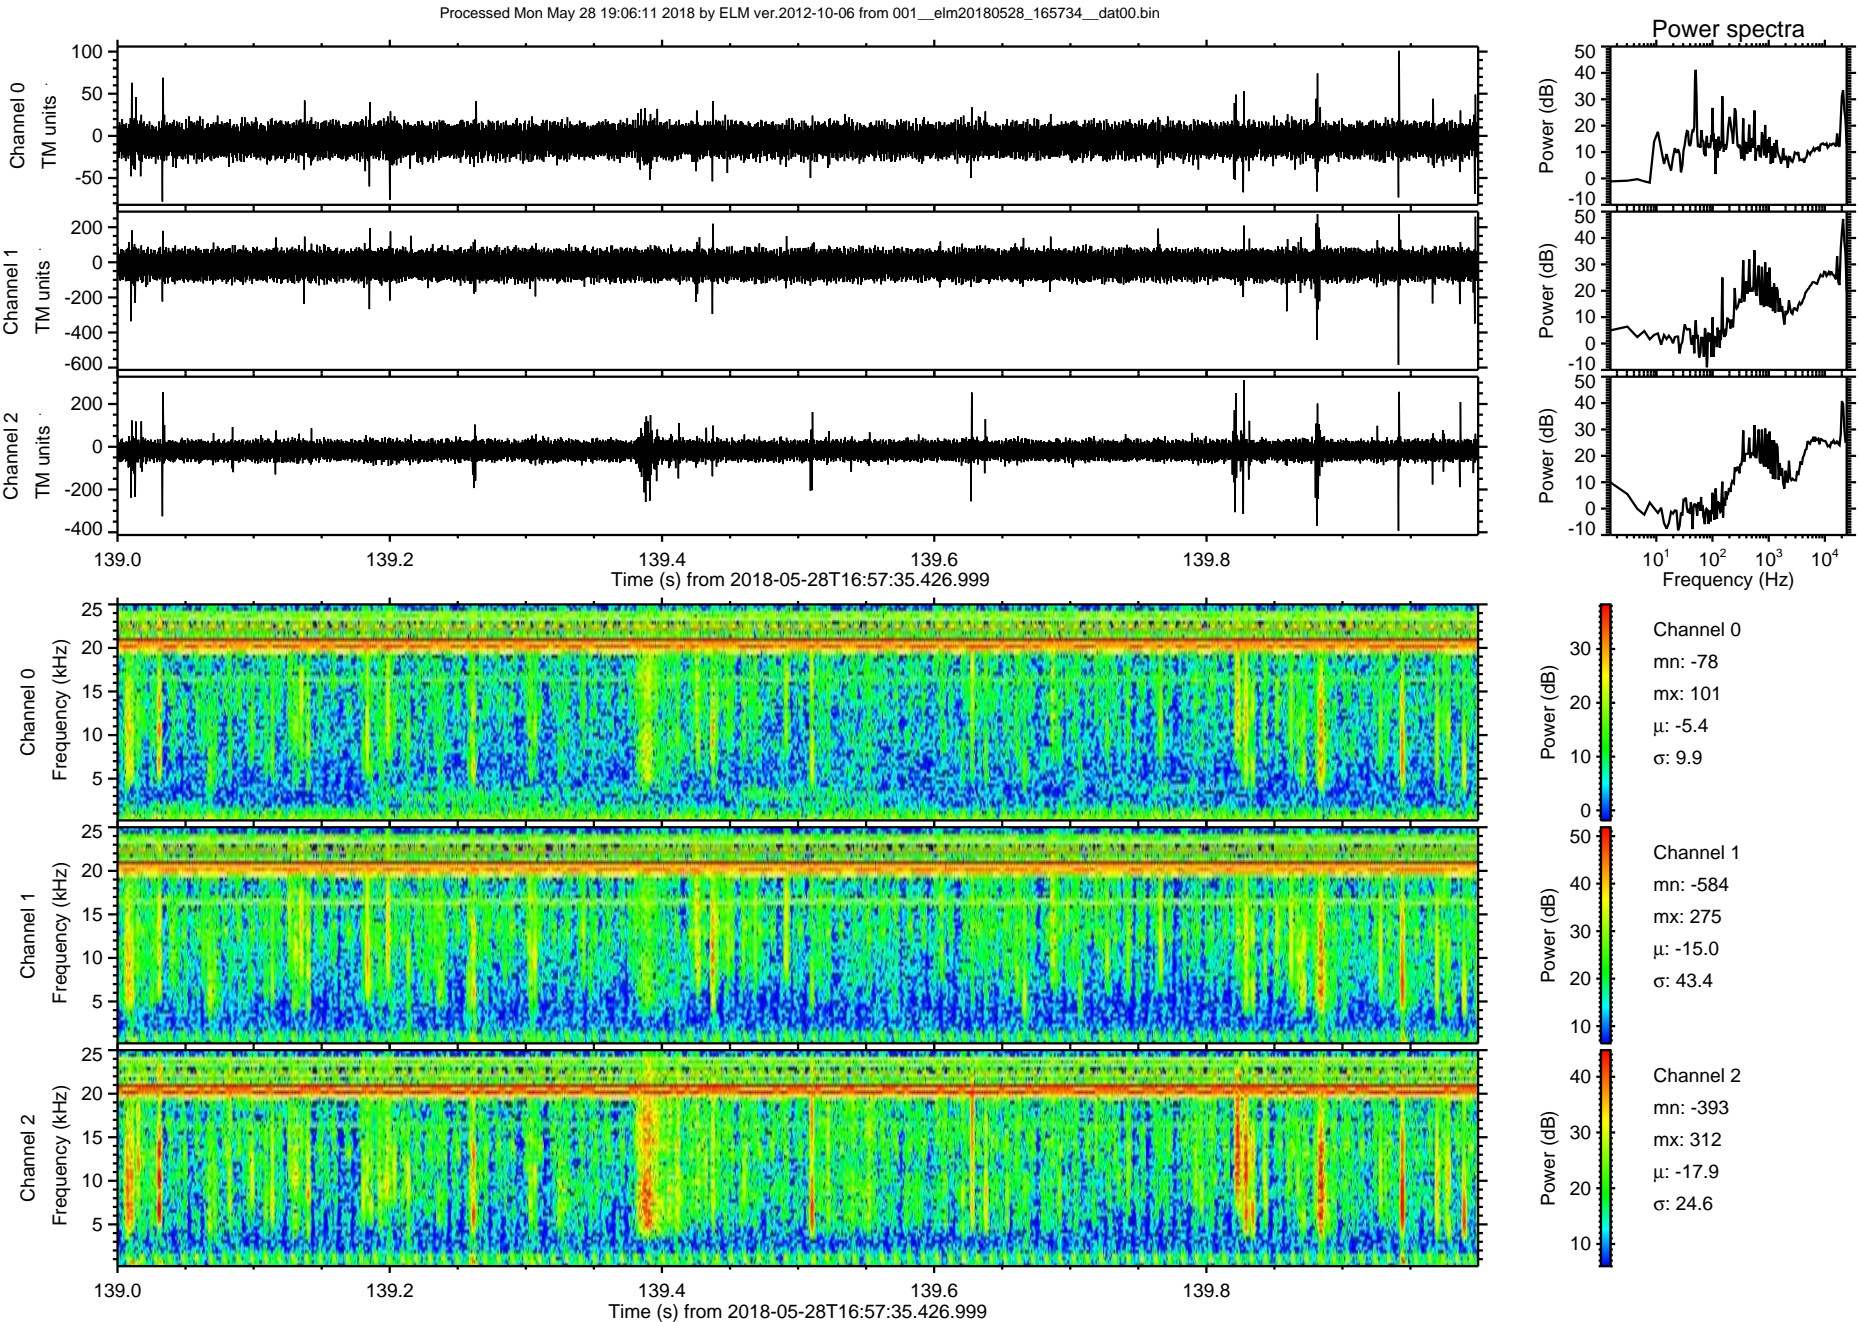 Processed Mon May 28 19:06:11 2018 by ELM ver.2012-10-06 from 001__elm20180528_165734__dat00.bin
Power spectra
Channel 0
TM units
100
50
0
-50
Power (dB)
50
40
30
20
10
0
-10
Channel 1
TM units
200
0
-200
-400
-600
Power (dB)
50
40
30
20
10
0
-10
Channel 2
TM units
200
0
-200
-400
Power (dB)
50
40
30
20
10
0
-10
139.0 139.2 139.4 139.6 139.8
Time (s) from 2018-05-28T16:57:35.426.999
10¹ 10² 10³ 10⁴
Frequency (Hz)
Channel 0
Frequency (kHz)
25
20
15
10
5
Power (dB)
30
20
10
0
Channel 0
mn: -78
mx: 101
μ: -5.4
σ: 9.9
Channel 1
Frequency (kHz)
25
20
15
10
5
Power (dB)
50
40
30
20
10
Channel 1
mn: -584
mx: 275
μ: -15.0
σ: 43.4
Channel 2
Frequency (kHz)
25
20
15
10
5
Power (dB)
40
30
20
10
Channel 2
mn: -393
mx: 312
μ: -17.9
σ: 24.6
139.0 139.2 139.4 139.6 139.8
Time (s) from 2018-05-28T16:57:35.426.999